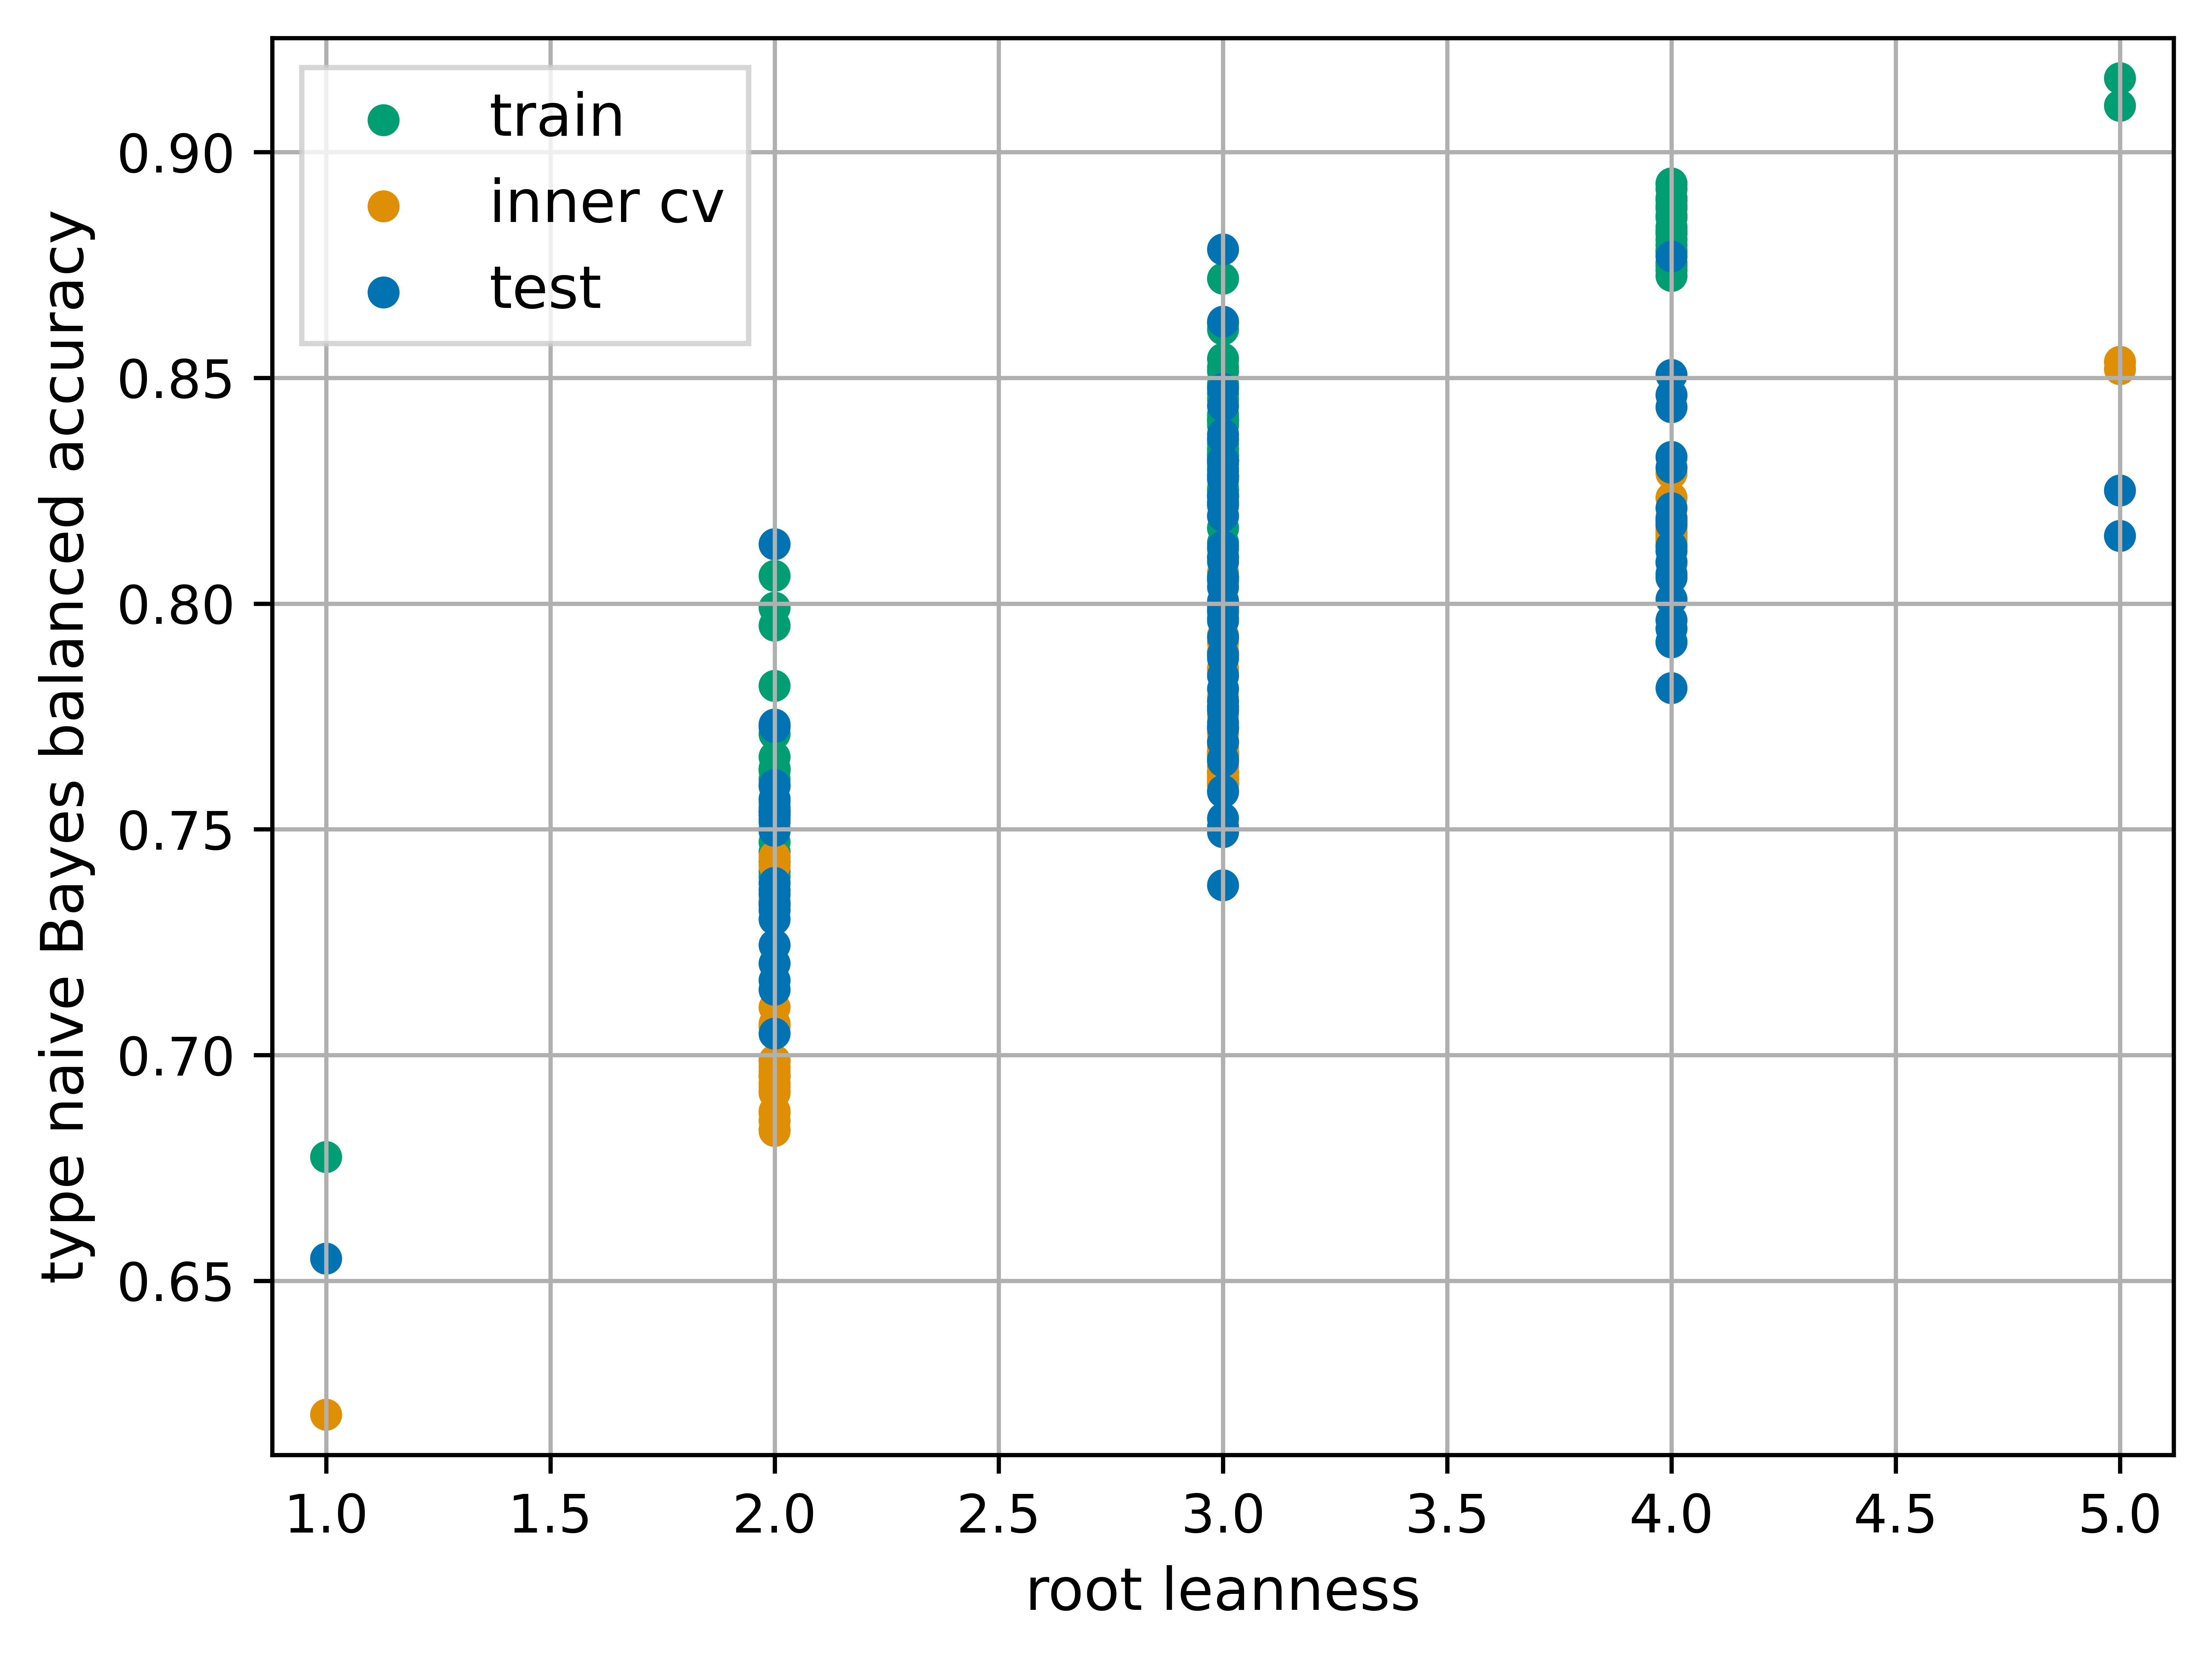 train
inner cv
test
0.90
0.85
0.80
0.75
0.70
0.65
type naive Bayes balanced accuracy
1.0 1.5 2.0 2.5 3.0 3.5 4.0 4.5 5.0
root leanness